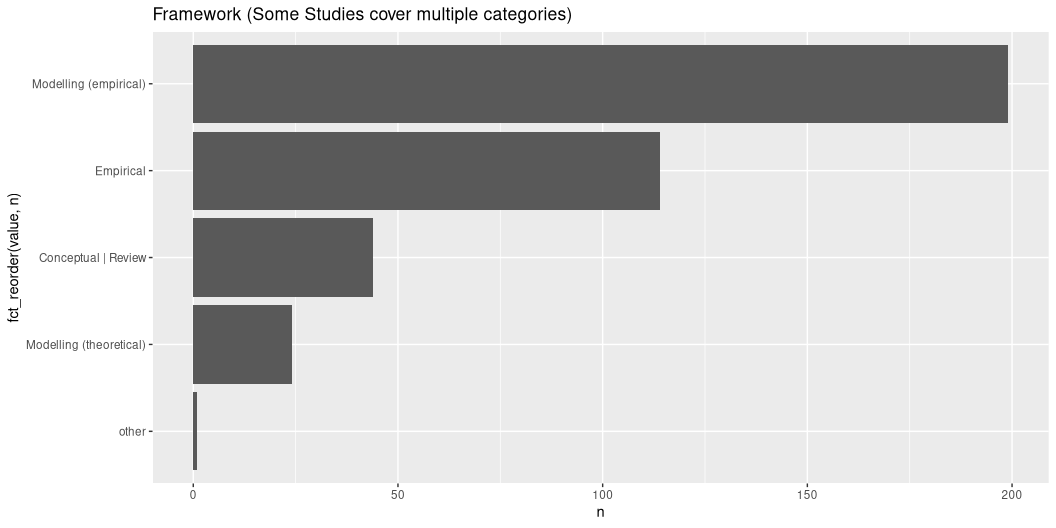 Framework (Some Studies cover multiple categories)
Modelling (empirical)
Empirical
Conceptual | Review
Modelling (theoretical)
other
fct_reorder(value, n)
0 50 100 150 200
n